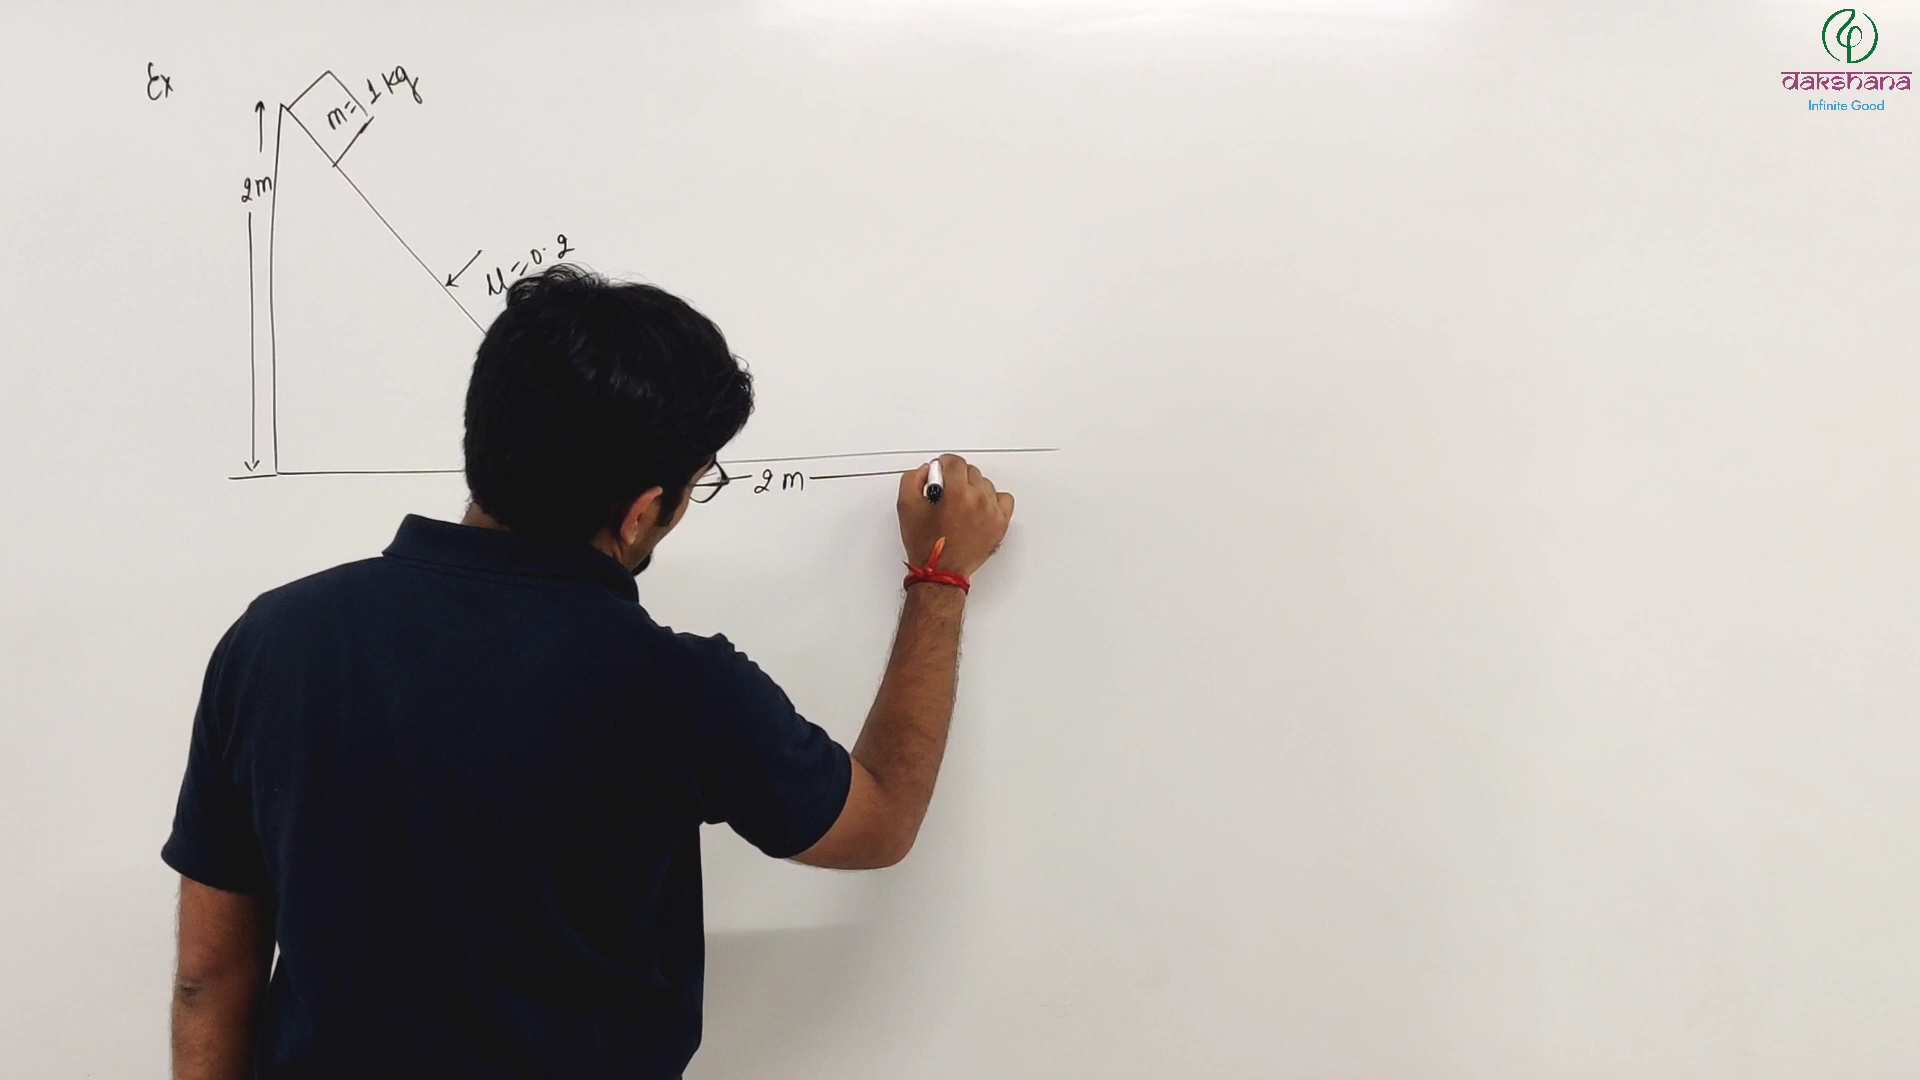 Ex
m=1 kg
2m
μ=0.2
2 m
dakshana
Infinite Good